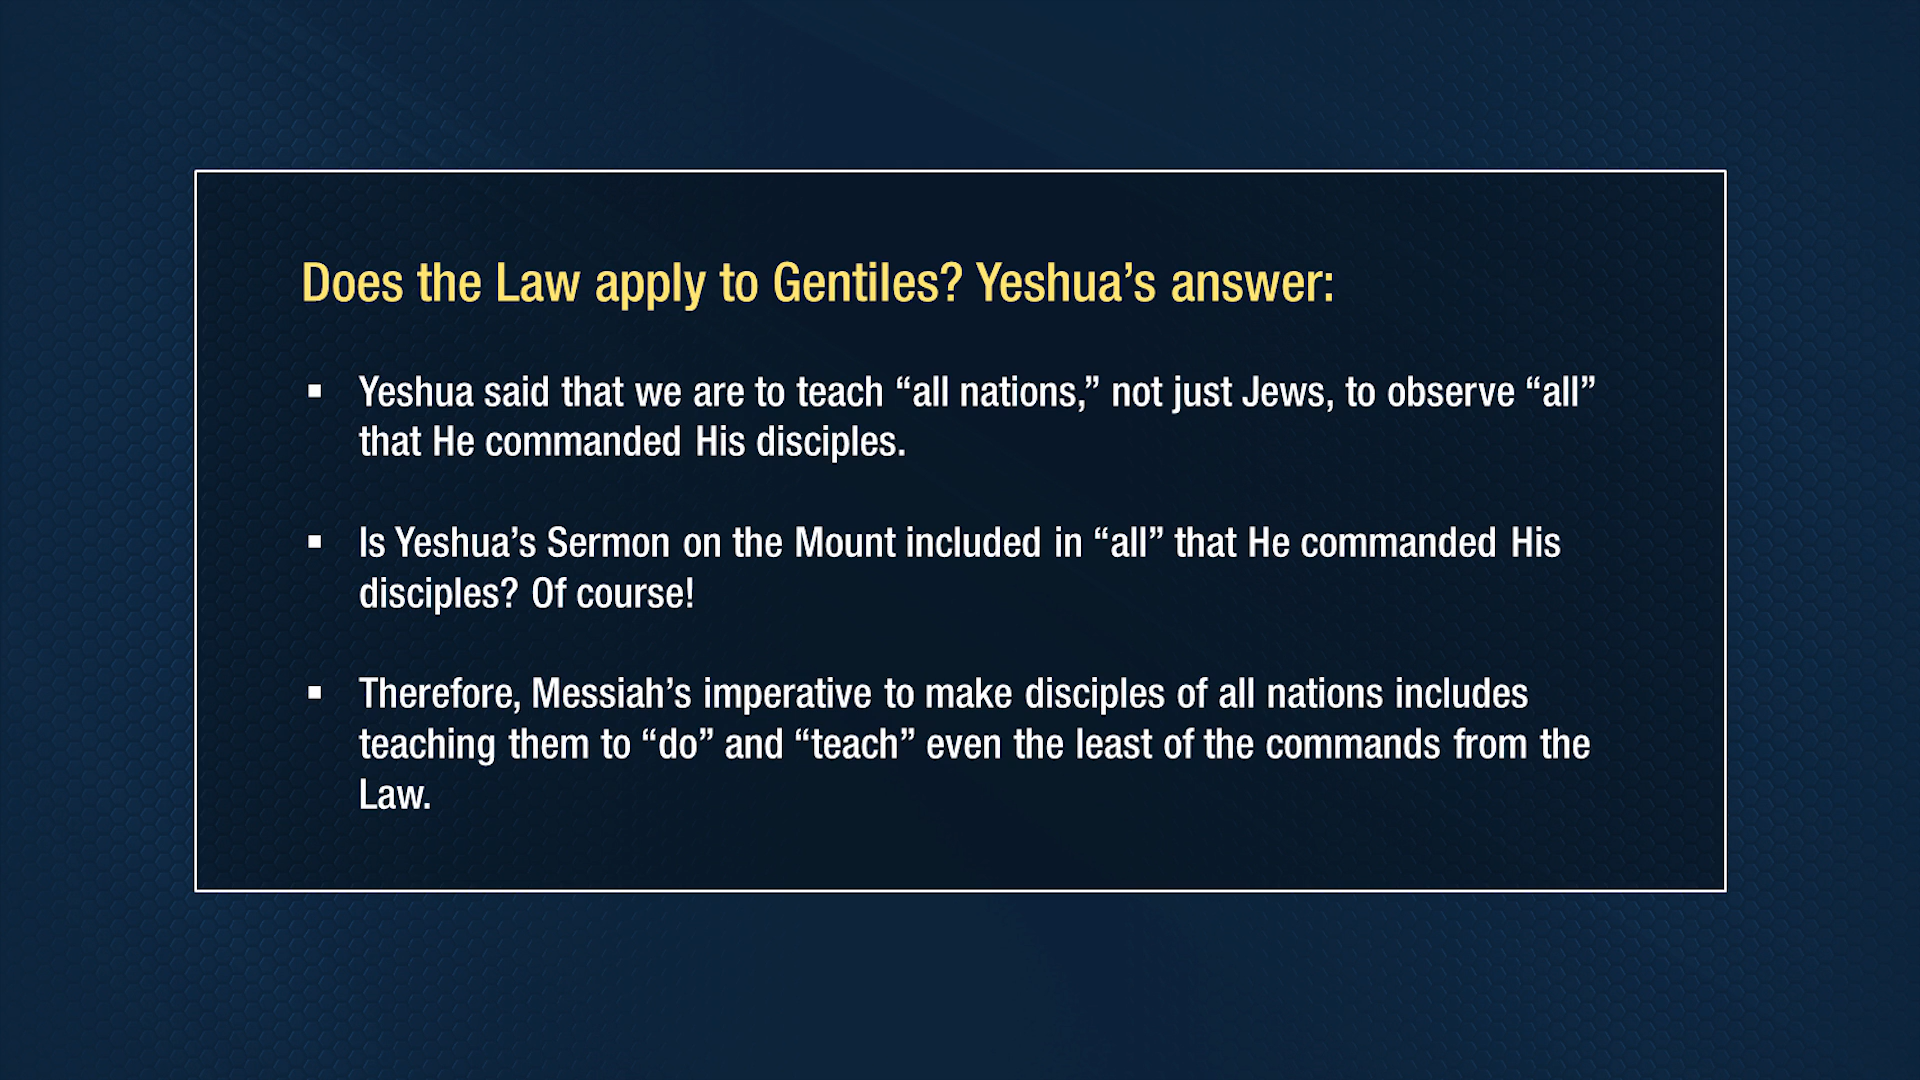 Does the Law apply to Gentiles? Yeshua’s answer:
▪ Yeshua said that we are to teach “all nations,” not just Jews, to observe “all”
that He commanded His disciples.
▪ Is Yeshua’s Sermon on the Mount included in “all” that He commanded His
disciples? Of course!
▪ Therefore, Messiah’s imperative to make disciples of all nations includes
teaching them to “do” and “teach” even the least of the commands from the
Law.